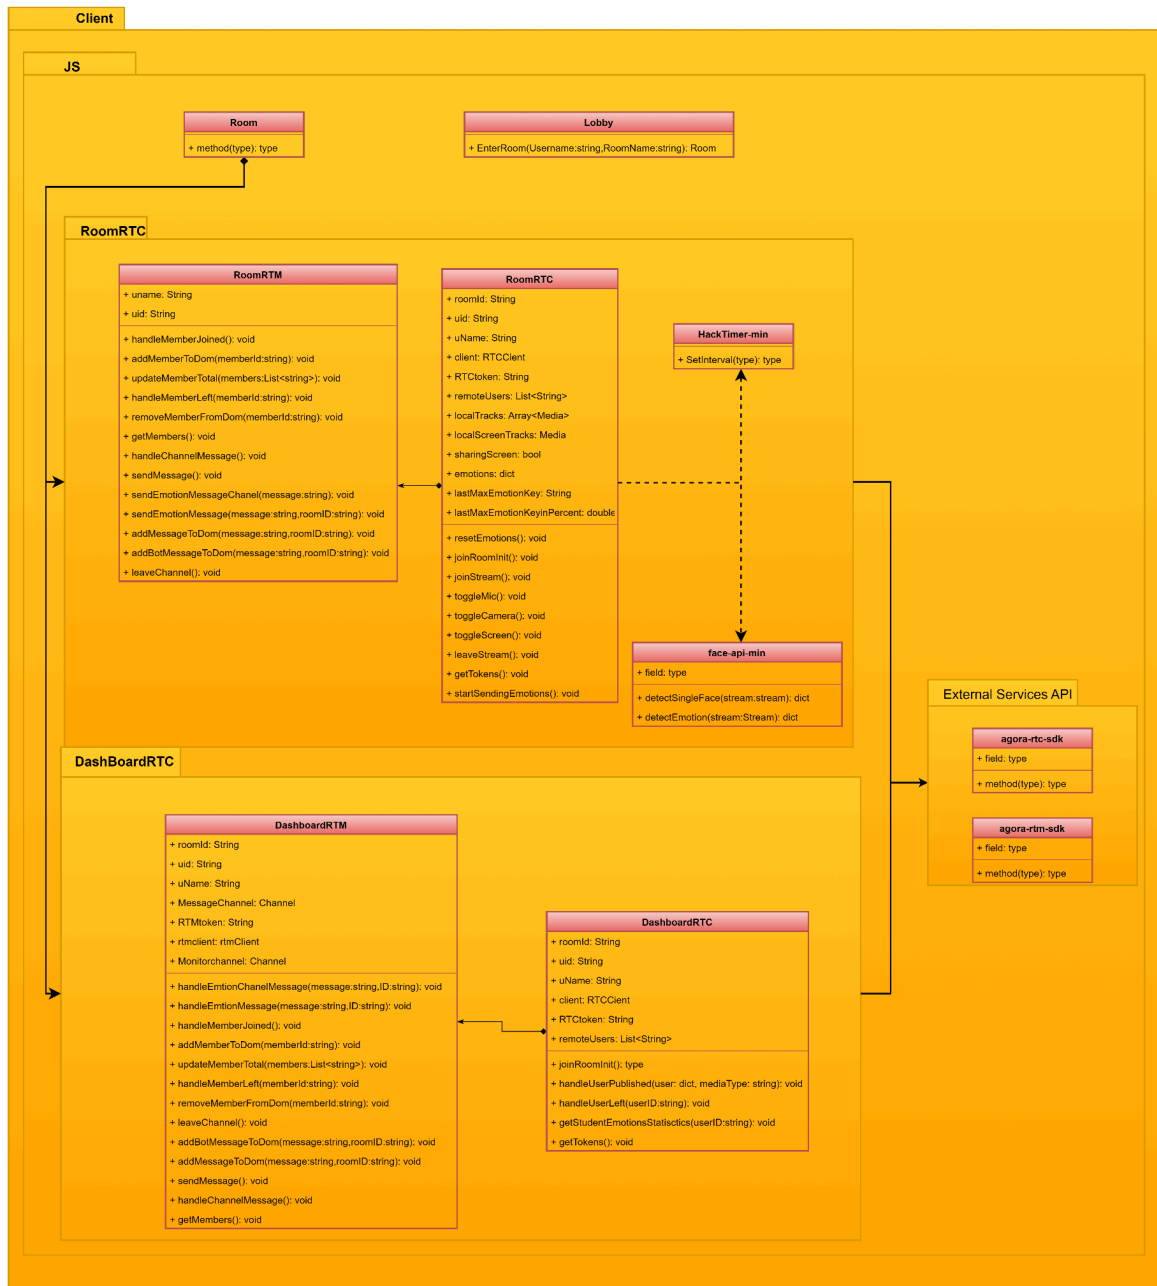 Client
JS
Room
+ method(type): type
Lobby
+ EnterRoom(Username:string,RoomName:string): Room
RoomRTC
RoomRTM
+ uname: String
+ uid: String
+ handleMemberJoined(): void
+ addMemberToDom(memberId:string): void
+ updateMemberTotal(members:List<string>): void
+ handleMemberLeft(memberId:string): void
+ removeMemberFromDom(memberId:string): void
+ getMembers(): void
+ handleChannelMessage(): void
+ sendMessage(): void
+ sendEmotionMessageChanel(message:string): void
+ sendEmotionMessage(message:string,roomID:string): void
+ addMessageToDom(message:string,roomID:string): void
+ addBotMessageToDom(message:string,roomID:string): void
+ leaveChannel(): void
RoomRTC
+ roomId: String
+ uid: String
+ uName: String
+ client: RTCCient
+ RTCtoken: String
+ remoteUsers: List<String>
+ localTracks: Array<Media>
+ localScreenTracks: Media
+ sharingScreen: bool
+ emotions: dict
+ lastMaxEmotionKey: String
+ lastMaxEmotionKeyinPercent: double
+ resetEmotions(): void
+ joinRoomInit(): void
+ joinStream(): void
+ toggleMic(): void
+ toggleCamera(): void
+ toggleScreen(): void
+ leaveStream(): void
+ getTokens(): void
+ startSendingEmotions(): void
HackTimer-min
+ SetInterval(type): type
face-api-min
+ field: type
+ detectSingleFace(stream:stream): dict
+ detectEmotion(stream:Stream): dict
External Services API
agora-rtc-sdk
+ field: type
+ method(type): type
agora-rtm-sdk
+ field: type
+ method(type): type
DashBoardRTC
DashboardRTM
+ roomId: String
+ uid: String
+ uName: String
+ MessageChannel: Channel
+ RTMtoken: String
+ rtmclient: rtmClient
+ Monitorchannel: Channel
+ handleEmtionChanelMessage(message:string,ID:string): void
+ handleEmtionMessage(message:string,ID:string): void
+ handleMemberJoined(): void
+ addMemberToDom(memberId:string): void
+ updateMemberTotal(members:List<string>): void
+ handleMemberLeft(memberId:string): void
+ removeMemberFromDom(memberId:string): void
+ leaveChannel(): void
+ addBotMessageToDom(message:string,roomID:string): void
+ addMessageToDom(message:string,roomID:string): void
+ sendMessage(): void
+ handleChannelMessage(): void
+ getMembers(): void
DashboardRTC
+ roomId: String
+ uid: String
+ uName: String
+ client: RTCCient
+ RTCtoken: String
+ remoteUsers: List<String>
+ joinRoomInit(): type
+ handleUserPublished(user: dict, mediaType: string): void
+ handleUserLeft(userID:string): void
+ getStudentEmotionsStatisctics(userID:string): void
+ getTokens(): void